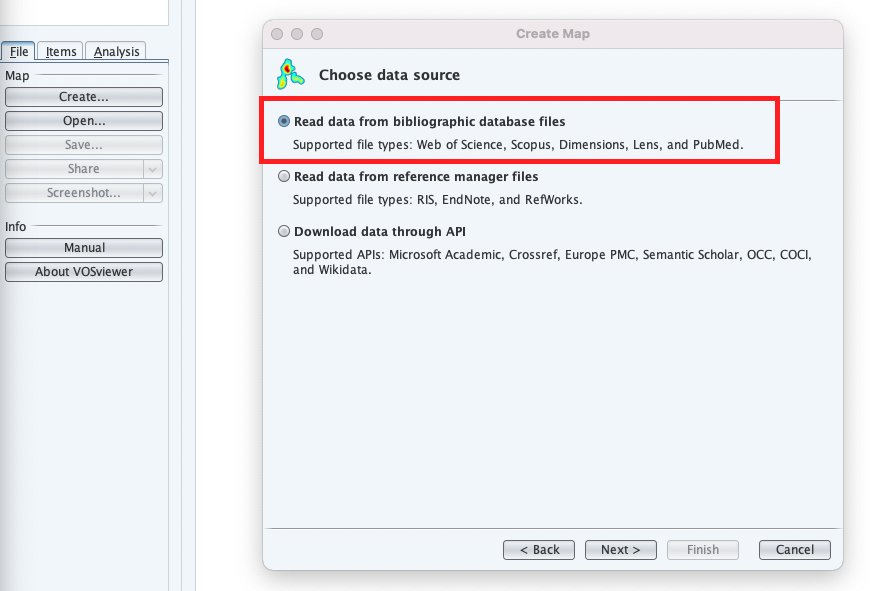 File Items Analysis
Map
Create...
Open...
Save...
Share
Screenshot...
Info
Manual
About VOSviewer
Create Map
Choose data source
Read data from bibliographic database files
Supported file types: Web of Science, Scopus, Dimensions, Lens, and PubMed.
Read data from reference manager files
Supported file types: RIS, EndNote, and RefWorks.
Download data through API
Supported APIs: Microsoft Academic, Crossref, Europe PMC, Semantic Scholar, OCC, COCI,
and Wikidata.
< Back Next > Finish Cancel